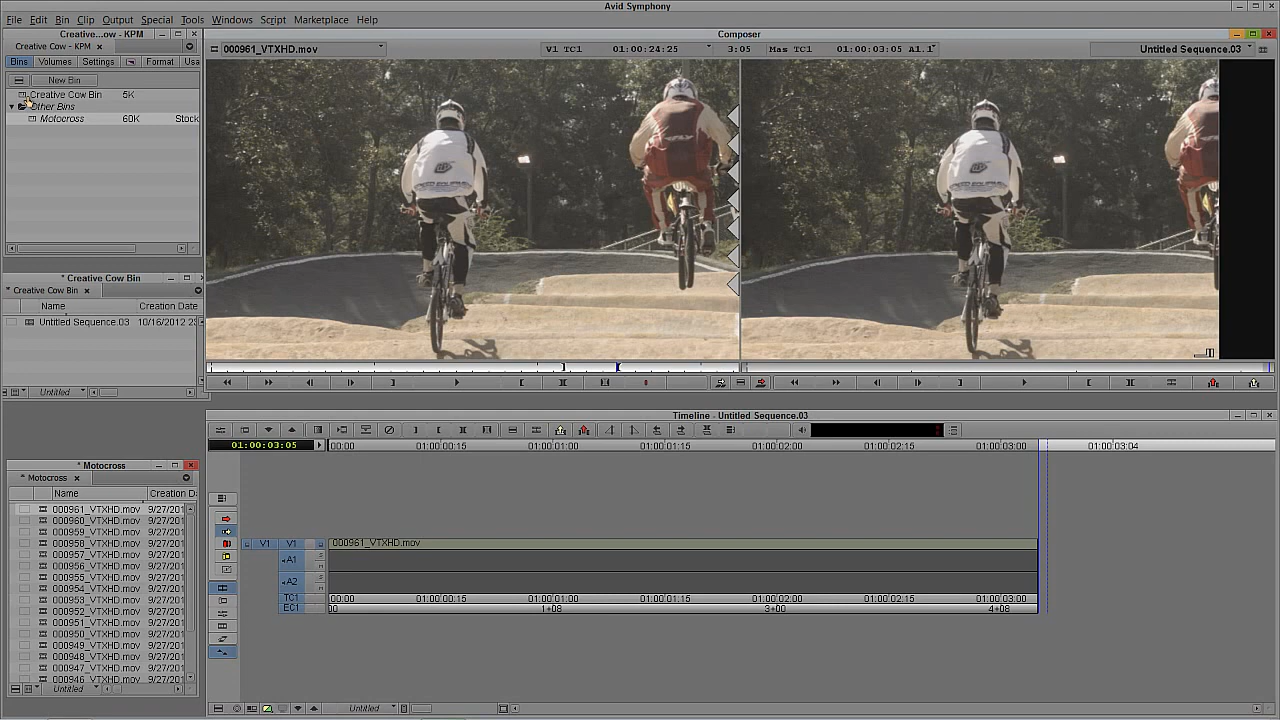 Avid Symphony
File Edit Bin Clip Output Special Tools Windows Script Marketplace Help
Creative...ow - KPM
Creative Cow - KPM
Bins Volumes Settings Format Usa
New Bin
Creative Cow Bin 5K
Other Bins
Motocross 60K Stock
* Creative Cow Bin
* Creative Cow Bin
Name Creation Date
Untitled Sequence.03 10/16/2012 23
Untitled
* Motocross
* Motocross
Name Creation D
000961_VTXHD.mov 9/27/201
000960_VTXHD.mov 9/27/201
000959_VTXHD.mov 9/27/201
000958_VTXHD.mov 9/27/201
000957_VTXHD.mov 9/27/201
000956_VTXHD.mov 9/27/201
000955_VTXHD.mov 9/27/201
000954_VTXHD.mov 9/27/201
000953_VTXHD.mov 9/27/201
000952_VTXHD.mov 9/27/201
000951_VTXHD.mov 9/27/201
000950_VTXHD.mov 9/27/201
000949_VTXHD.mov 9/27/201
000948_VTXHD.mov 9/27/201
000947_VTXHD.mov 9/27/201
000946_VTXHD.mov 9/27/201
Untitled
Composer
000961_VTXHD.mov V1 TC1 01:00:24:25 3:05 Mas TC1 01:00:03:05 A1.1 Untitled Sequence.03
FLY
Timeline - Untitled Sequence.03
01:00:03:05 00:00 01:00:00:15 01:00:01:00 01:00:01:15 01:00:02:00 01:00:02:15 01:00:03:00 01:00:03:04
V1 V1 000961_VTXHD.mov
A1
A2
TC1 00:00 01:00:00:15 01:00:01:00 01:00:01:15 01:00:02:00 01:00:02:15 01:00:03:00
EC1 00 1+08 3+00 4+08
Untitled